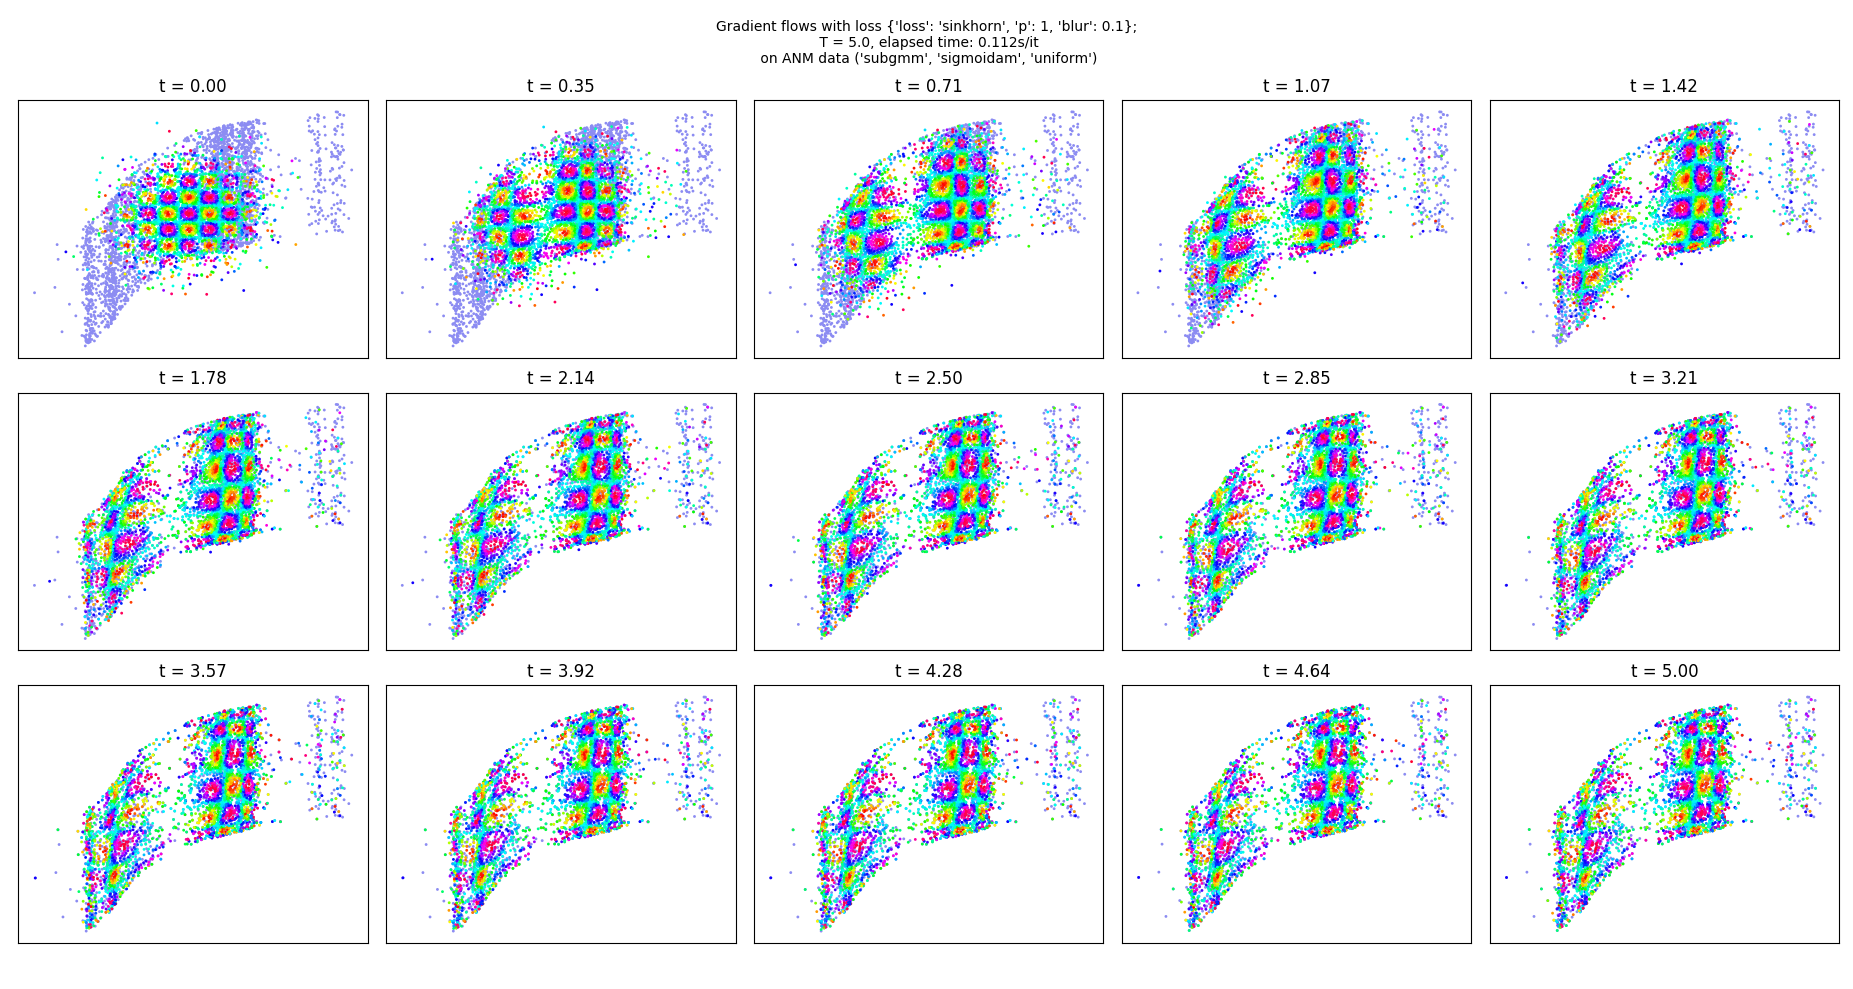 Gradient flows with loss {'loss': 'sinkhorn', 'p': 1, 'blur': 0.1};
T = 5.0, elapsed time: 0.112s/it
on ANM data ('subgmm', 'sigmoidam', 'uniform')
t = 0.00
t = 0.35
t = 0.71
t = 1.07
t = 1.42
t = 1.78
t = 2.14
t = 2.50
t = 2.85
t = 3.21
t = 3.57
t = 3.92
t = 4.28
t = 4.64
t = 5.00